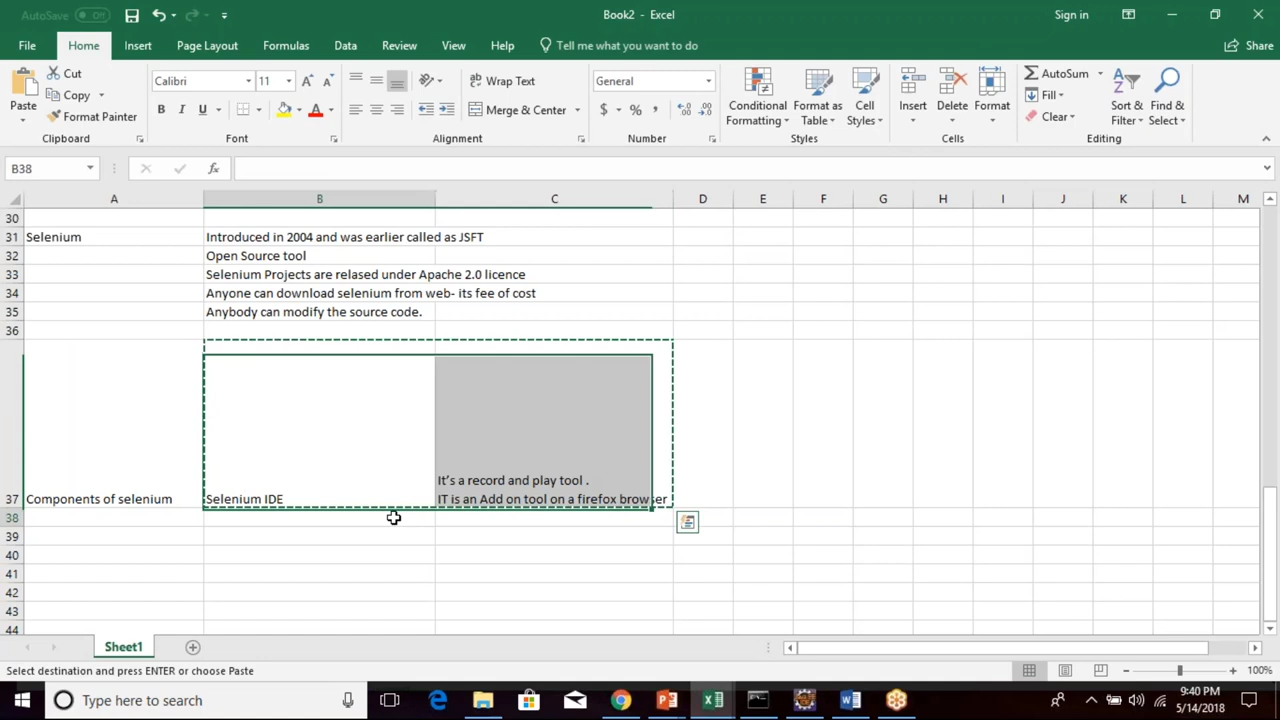 AutoSave Off
Book2 - Excel
Sign in
File Home Insert Page Layout Formulas Data Review View Help Tell me what you want to do Share
Paste
Cut
Copy
Format Painter
Clipboard
Calibri 11
B I U A
Font
Wrap Text
Merge & Center
Alignment
General
$ % ,
Number
Conditional Formatting
Format as Table
Cell Styles
Styles
Insert
Delete
Format
Cells
AutoSum
Fill
Clear
Sort & Filter
Find & Select
Editing
B38 fx
A B C D E F G H I J K L M
30
31 Selenium Introduced in 2004 and was earlier called as JSFT
32 Open Source tool
33 Selenium Projects are relased under Apache 2.0 licence
34 Anyone can download selenium from web- its fee of cost
35 Anybody can modify the source code.
36
It's a record and play tool .
37 Components of selenium Selenium IDE IT is an Add on tool on a firefox browser
38
39
40
41
42
43
44
Sheet1
Select destination and press ENTER or choose Paste
100%
Type here to search
9:40 PM
5/14/2018